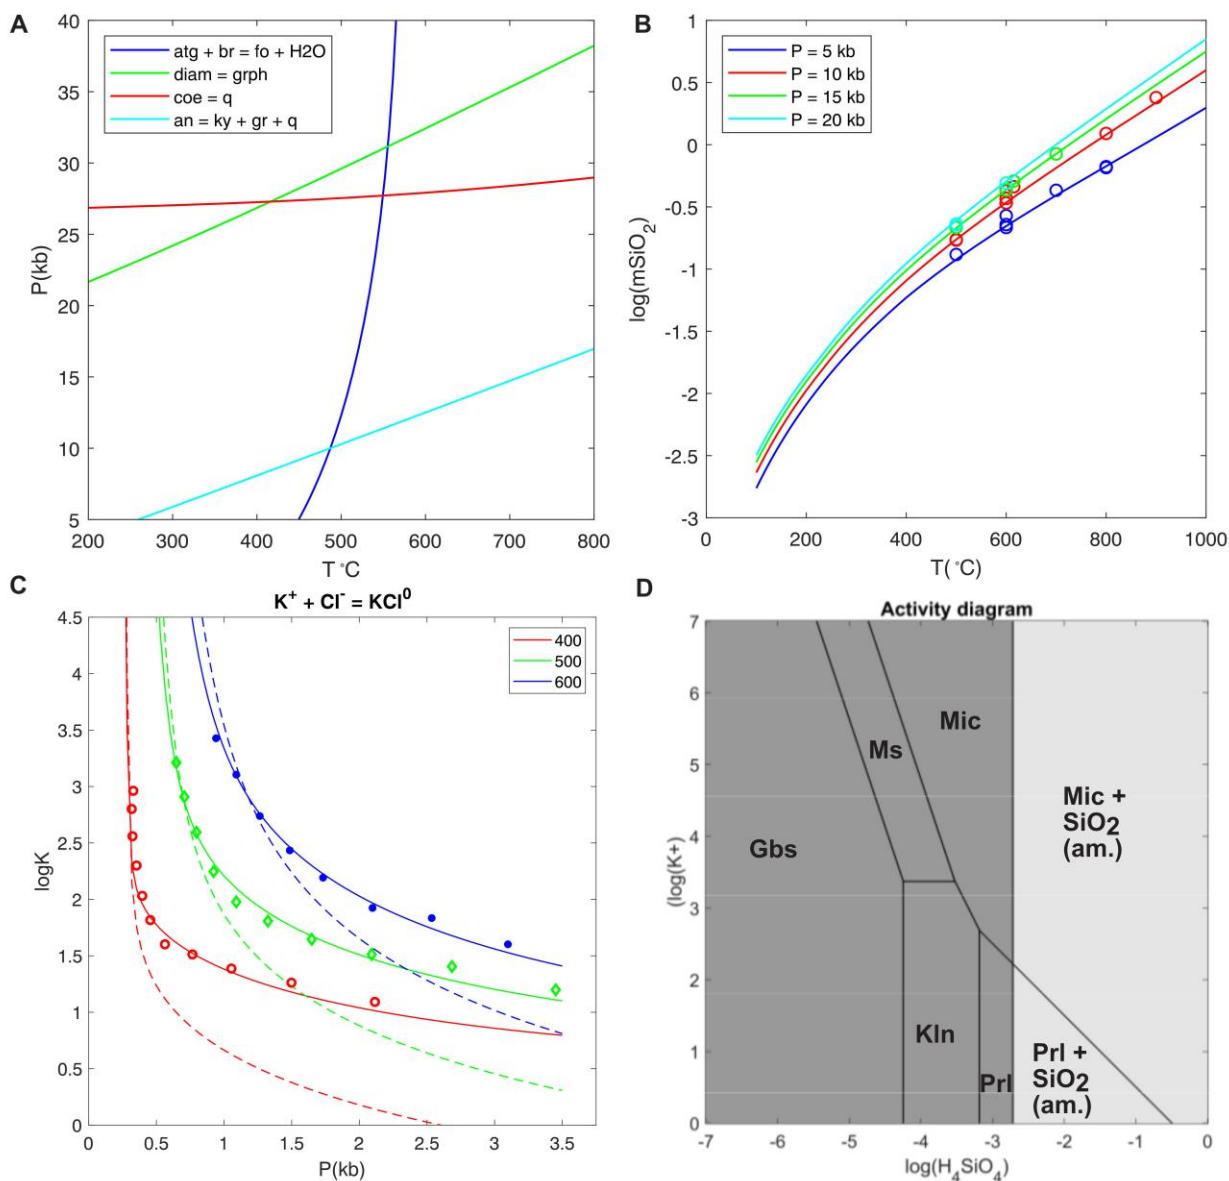 A
40
35
30
25
20
15
10
5
P(kb)
atg + br = fo + H2O
diam = grph
coe = q
an = ky + gr + q
200
300
400
500
600
700
800
T °C
B
1
0.5
0
-0.5
-1
-1.5
-2
-2.5
-3
log(mSiO2)
P = 5 kb
P = 10 kb
P = 15 kb
P = 20 kb
0
200
400
600
800
1000
T( °C)
C
K+ + Cl- = KCl0
4.5
4
3.5
3
2.5
2
1.5
1
0.5
0
logK
400
500
600
0
0.5
1
1.5
2
2.5
3
3.5
P(kb)
D
Activity diagram
7
6
5
4
3
2
1
0
(log(K+)
Gbs
Ms
Mic
Kln
Prl
Mic +
SiO2
(am.)
Prl +
SiO2
(am.)
-7
-6
-5
-4
-3
-2
-1
0
log(H4SiO4)